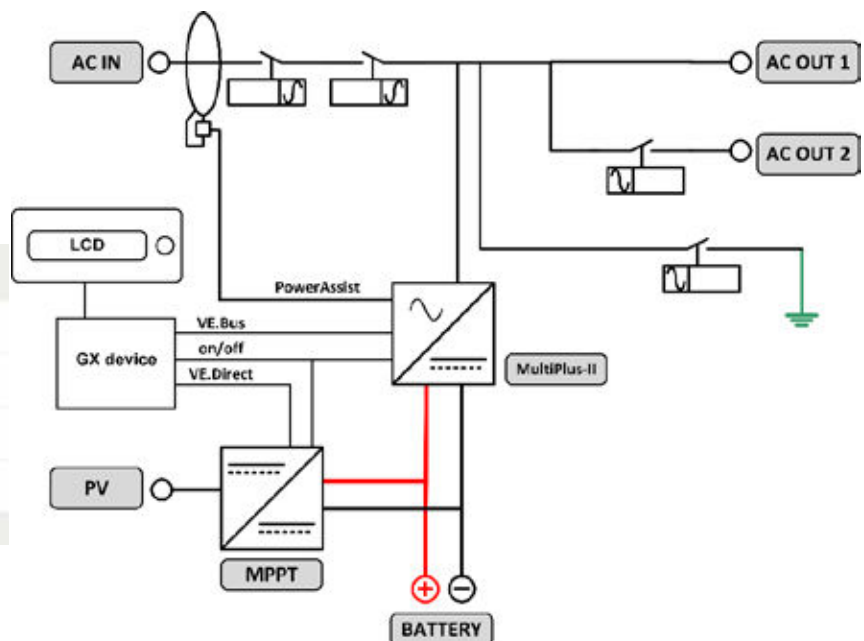 AC IN
AC OUT 1
AC OUT 2
LCD
PowerAssist
VE.Bus
GX device
on/off
VE.Direct
MultiPlus-II
PV
MPPT
+
−
BATTERY